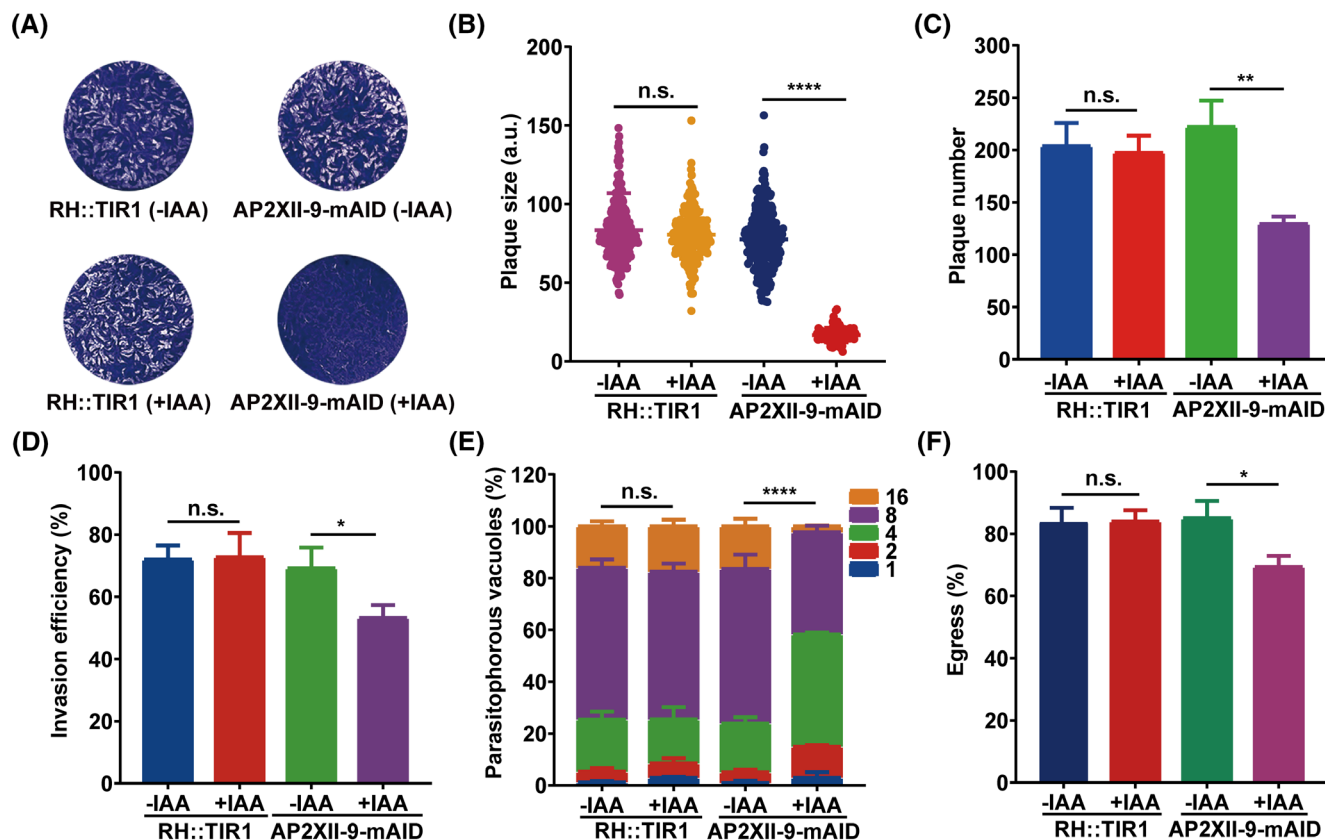 (A)
RH::TIR1 (-IAA) AP2XII-9-mAID (-IAA)
RH::TIR1 (+IAA) AP2XII-9-mAID (+IAA)
(B)
Plaque size (a.u.)
200
150
100
50
0
n.s.
****
-IAA +IAA -IAA +IAA
RH::TIR1 AP2XII-9-mAID
(C)
Plaque number
300
250
200
150
100
50
0
n.s.
**
-IAA +IAA -IAA +IAA
RH::TIR1 AP2XII-9-mAID
(D)
Invasion efficiency (%)
100
80
60
40
20
0
n.s.
*
-IAA +IAA -IAA +IAA
RH::TIR1 AP2XII-9-mAID
(E)
Parasitophorous vacuoles (%)
120
100
80
60
40
20
0
n.s.
****
16
8
4
2
1
-IAA +IAA -IAA +IAA
RH::TIR1 AP2XII-9-mAID
(F)
Egress (%)
100
80
60
40
20
0
n.s.
*
-IAA +IAA -IAA +IAA
RH::TIR1 AP2XII-9-mAID